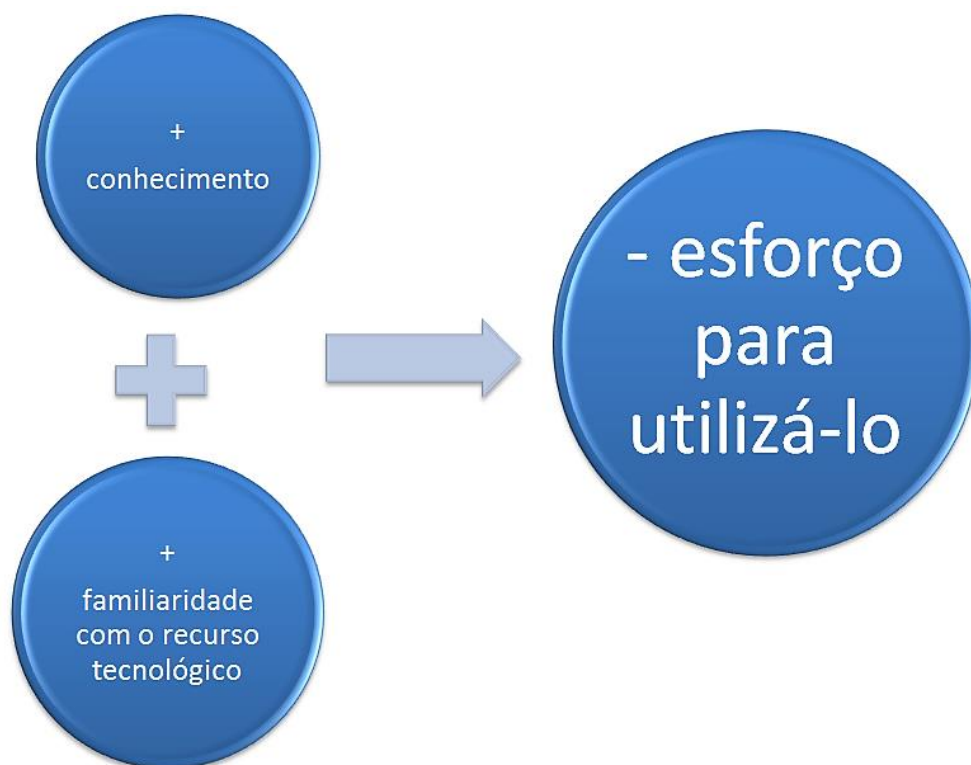 +
conhecimento
+
familiaridade
com o recurso
tecnológico
- esforço
para
utilizá-lo